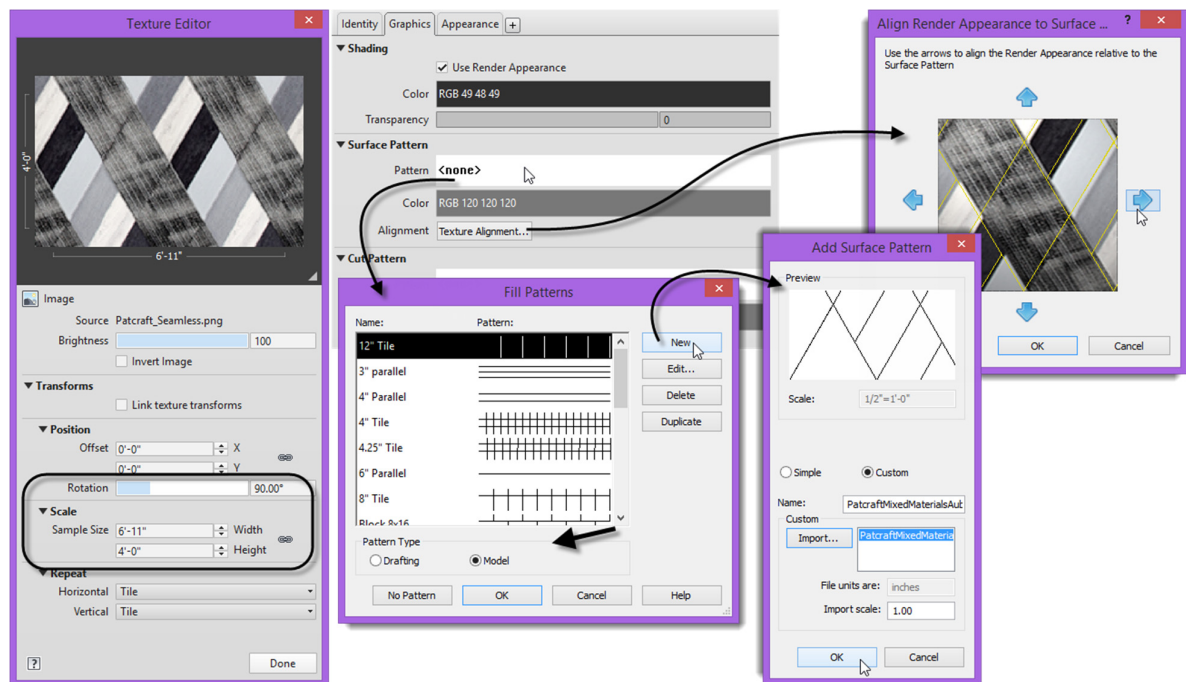 Texture Editor
4'-0"
6'-11"
Image
Source Patcraft_Seamless.png
Brightness 100
Invert Image
Transforms
Link texture transforms
Position
Offset 0'-0" X
0'-0" Y
Rotation 90.00°
Scale
Sample Size 6'-11" Width
4'-0" Height
Repeat
Horizontal Tile
Vertical Tile
? Done
Identity Graphics Appearance +
Shading
Use Render Appearance
Color RGB 49 48 49
Transparency 0
Surface Pattern
Pattern <none>
Color RGB 120 120 120
Alignment Texture Alignment...
Cut Pattern
Fill Patterns
Name: Pattern:
12" Tile
3" parallel
4" Parallel
4" Tile
4.25" Tile
6" Parallel
8" Tile
Block 8x16
New
Edit...
Delete
Duplicate
Pattern Type
Drafting Model
No Pattern OK Cancel Help
Align Render Appearance to Surface ... ?
Use the arrows to align the Render Appearance relative to the
Surface Pattern
OK Cancel
Add Surface Pattern
Preview
Scale: 1/2"=1'-0"
Simple Custom
Name: PatcraftMixedMaterialsAub
Custom
Import... PatcraftMixedMateria
File units are: inches
Import scale: 1.00
OK Cancel